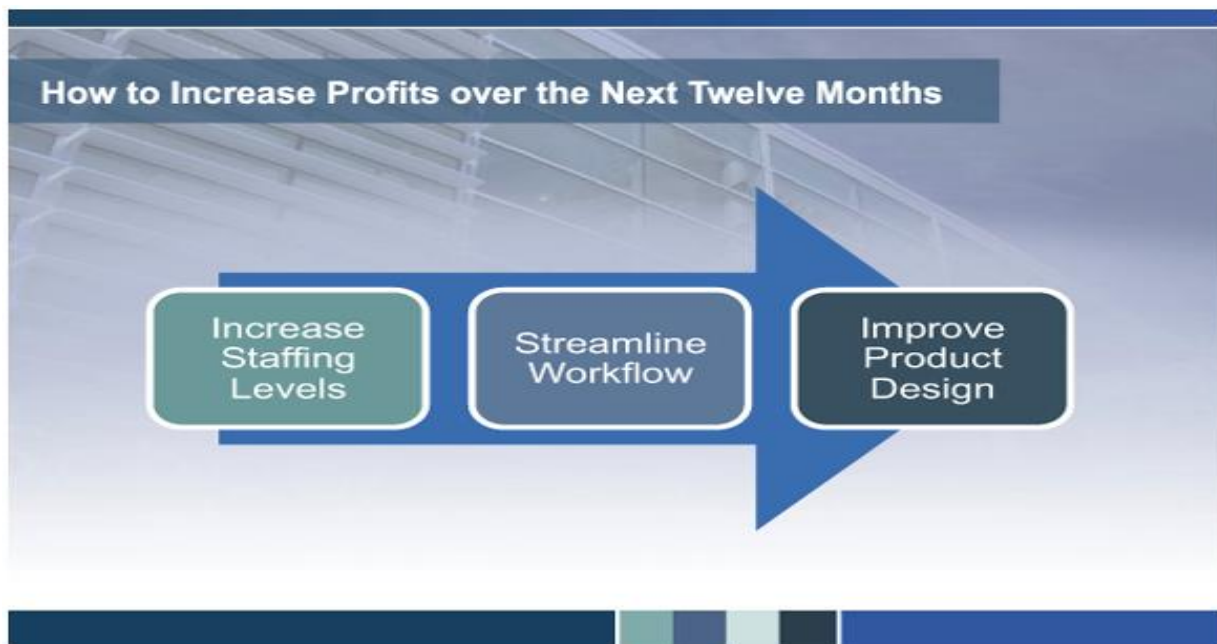 How to Increase Profits over the Next Twelve Months
Increase
Staffing
Levels
Streamline
Workflow
Improve
Product
Design